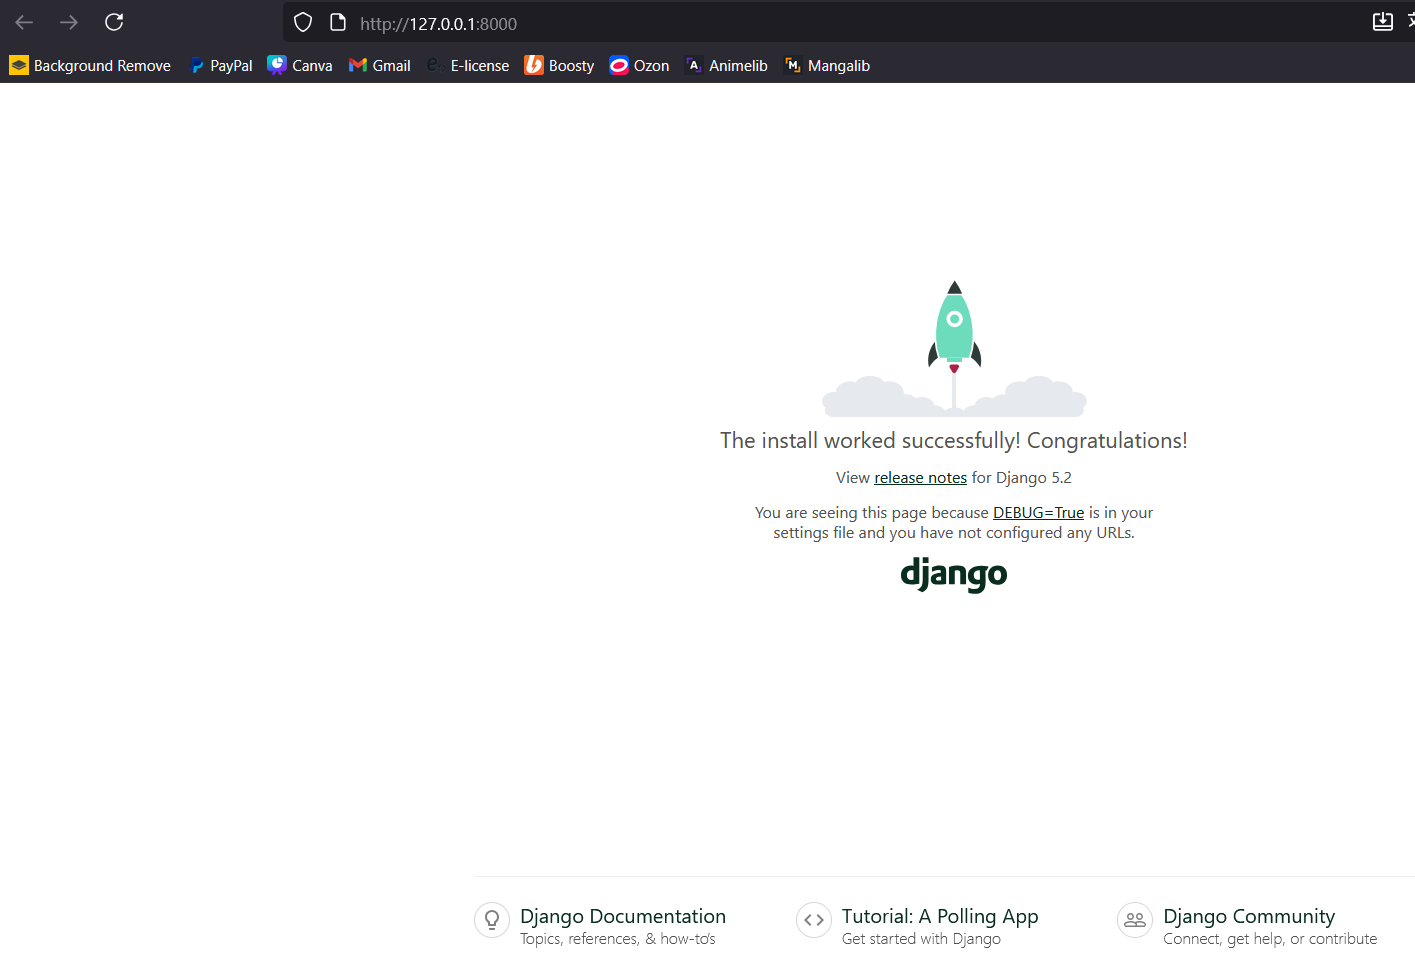 http://127.0.0.1:8000
Background Remove PayPal Canva Gmail E-license Boosty Ozon Animelib Mangalib
The install worked successfully! Congratulations!
View release notes for Django 5.2
You are seeing this page because DEBUG=True is in your
settings file and you have not configured any URLs.
django
Django Documentation
Topics, references, & how-to's
Tutorial: A Polling App
Get started with Django
Django Community
Connect, get help, or contribute